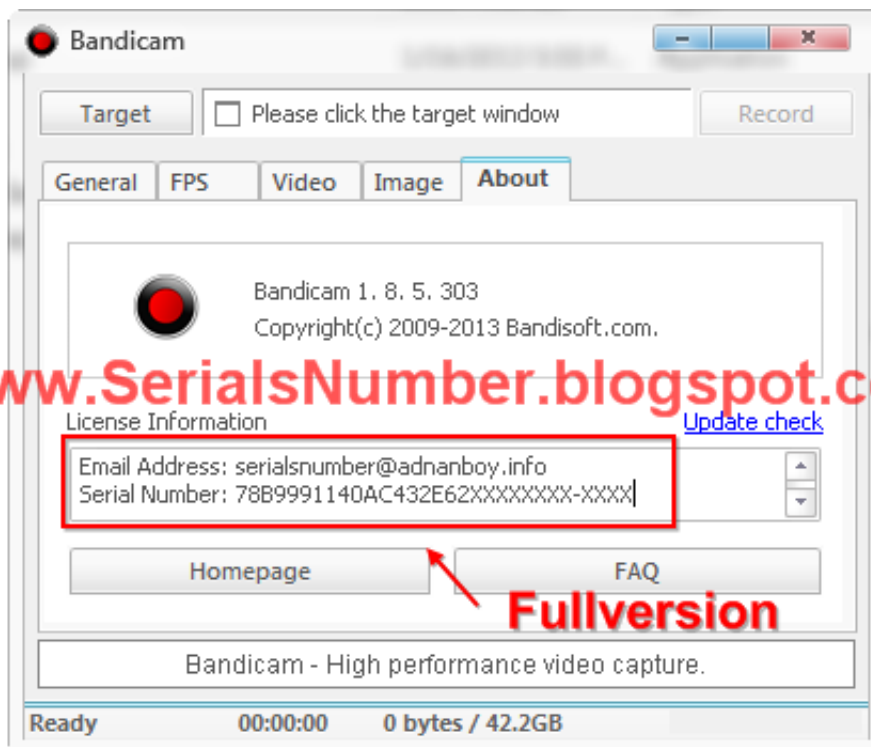 Bandicam
Target Please click the target window Record
General FPS Video Image About
Bandicam 1. 8. 5. 303
Copyright(c) 2009-2013 Bandisoft.com.
ww.SerialsNumber.blogspot.c
License Information Update check
Email Address: serialsnumber@adnanboy.info
Serial Number: 78B9991140AC432E62XXXXXXXX-XXXX
Homepage FAQ
Fullversion
Bandicam - High performance video capture.
Ready 00:00:00 0 bytes / 42.2GB